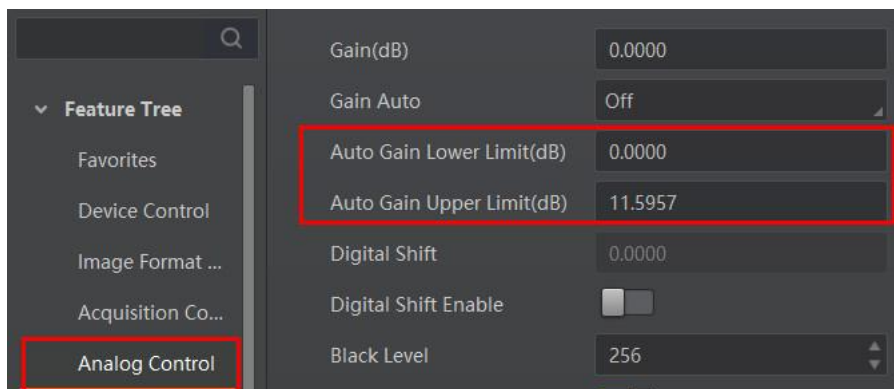 Feature Tree
Favorites
Device Control
Image Format ...
Acquisition Co...
Analog Control
Gain(dB) 0.0000
Gain Auto Off
Auto Gain Lower Limit(dB) 0.0000
Auto Gain Upper Limit(dB) 11.5957
Digital Shift 0.0000
Digital Shift Enable
Black Level 256